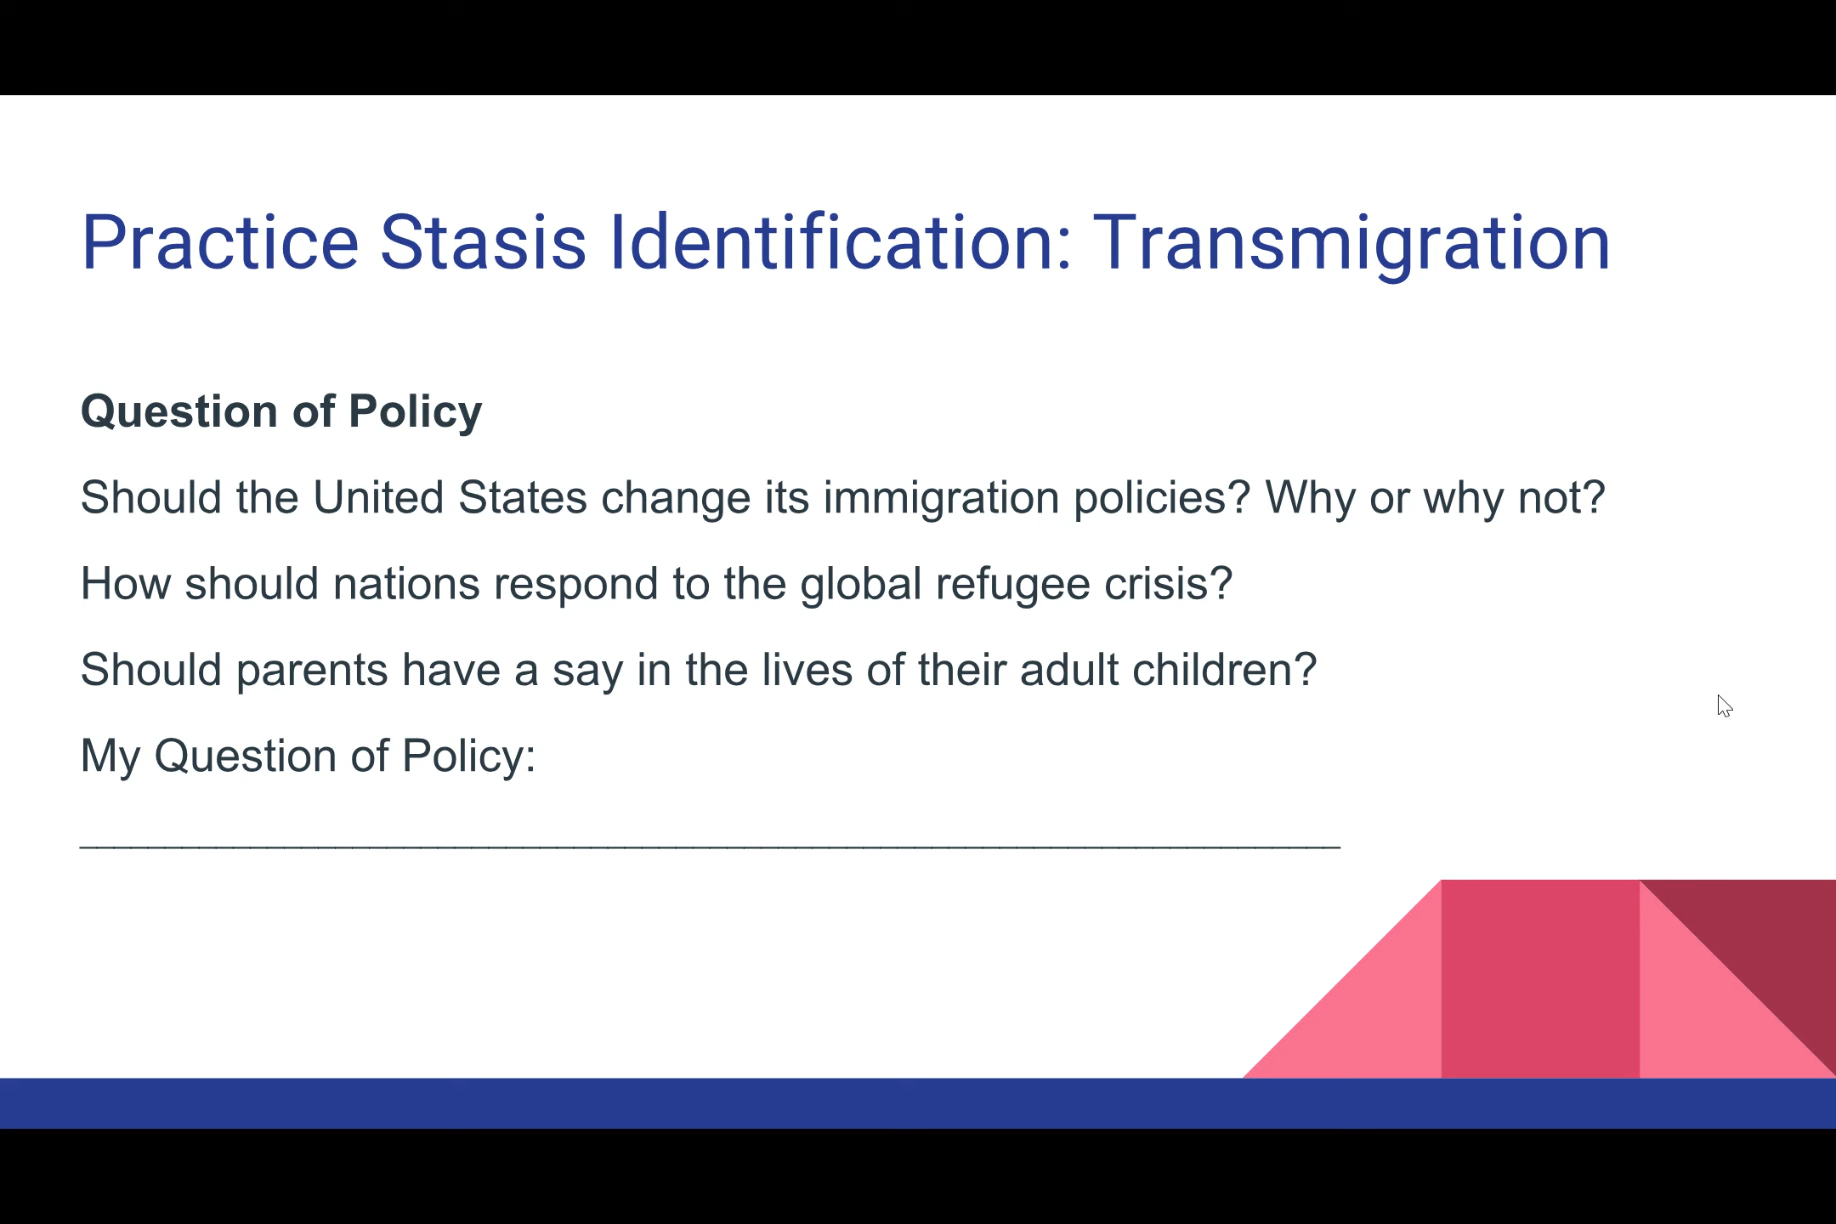 Practice Stasis Identification: Transmigration
Question of Policy
Should the United States change its immigration policies? Why or why not?
How should nations respond to the global refugee crisis?
Should parents have a say in the lives of their adult children?
My Question of Policy: